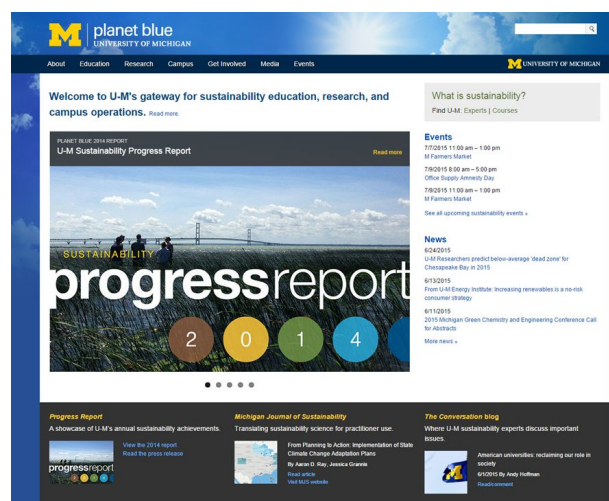 M planet blue
UNIVERSITY OF MICHIGAN
About Education Research Campus Get Involved Media Events
M UNIVERSITY OF MICHIGAN
Welcome to U-M's gateway for sustainability education, research, and
campus operations. Read more.
PLANET BLUE 2014 REPORT
U-M Sustainability Progress Report
Read more
SUSTAINABILITY
progressreport
2 0 1 4
What is sustainability?
Find U-M: Experts | Courses
Events
7/7/2015 11:00 am – 1:00 pm
M Farmers Market
7/9/2015 8:00 am – 5:00 pm
Office Supply Amnesty Day
7/9/2015 11:00 am – 1:00 pm
M Farmers Market
See all upcoming sustainability events »
News
6/24/2015
U-M Researchers predict below-average 'dead zone' for
Chesapeake Bay in 2015
6/13/2015
From U-M Energy Institute: Increasing renewables is a no-risk
consumer strategy
6/11/2015
2015 Michigan Green Chemistry and Engineering Conference Call
for Abstracts
More news »
Progress Report
A showcase of U-M's annual sustainability achievements.
progressreport
View the 2014 report
Read the press release
Michigan Journal of Sustainability
Translating sustainability science for practitioner use.
From Planning to Action: Implementation of State
Climate Change Adaptation Plans
By Aaron D. Ray, Jessica Grannis
Read article
Visit MJS website
The Conversation blog
Where U-M sustainability experts discuss important
issues.
M
American universities: reclaiming our role in
society
6/1/2015 By Andy Hoffman
Read/comment